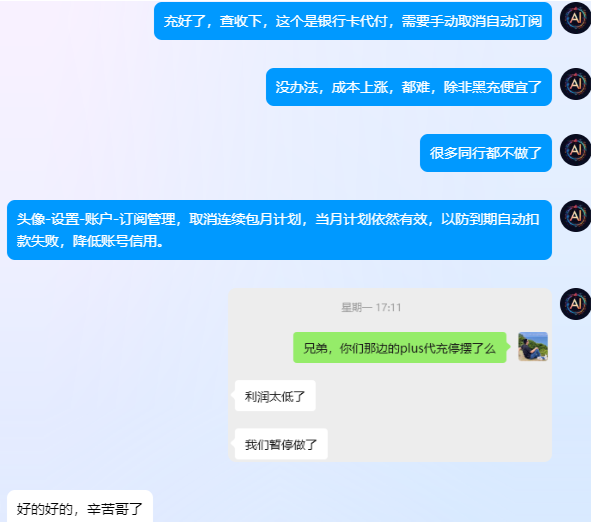 充好了，查收下，这个是银行卡代付，需要手动取消自动订阅
AI
没办法，成本上涨，都难，除非黑充便宜了
AI
很多同行都不做了
AI
头像-设置-账户-订阅管理，取消连续包月计划，当月计划依然有效，以防到期自动扣
款失败，降低账号信用。
AI
星期一 17:11
AI
兄弟，你们那边的plus代充停摆了么
利润太低了
我们暂停做了
好的好的，辛苦哥了